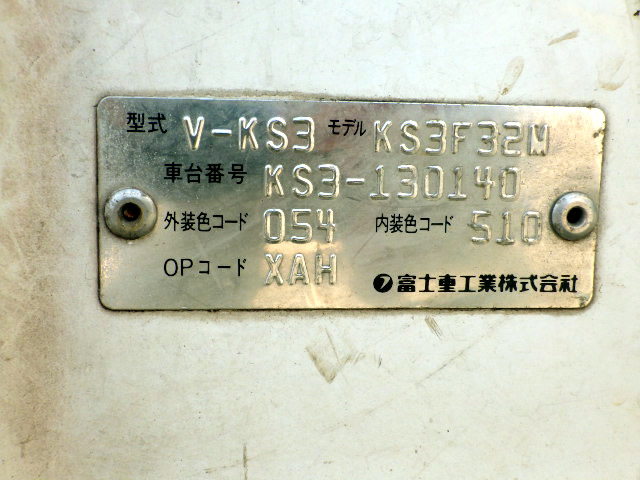 型式 V-KS3 モデル KS3F32M
車台番号 KS3-130140
外装色コード 054 内装色コード 510
OPコード XAH 富士重工業株式会社